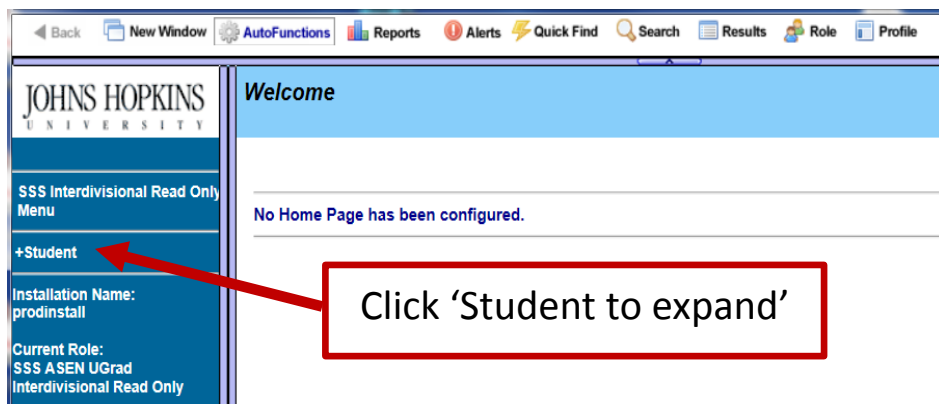 Back New Window AutoFunctions Reports Alerts Quick Find Search Results Role Profile
JOHNS HOPKINS
UNIVERSITY
Welcome
SSS Interdivisional Read Only
Menu
No Home Page has been configured.
+Student
Click ‘Student to expand’
Installation Name:
prodinstall
Current Role:
SSS ASEN UGrad
Interdivisional Read Only